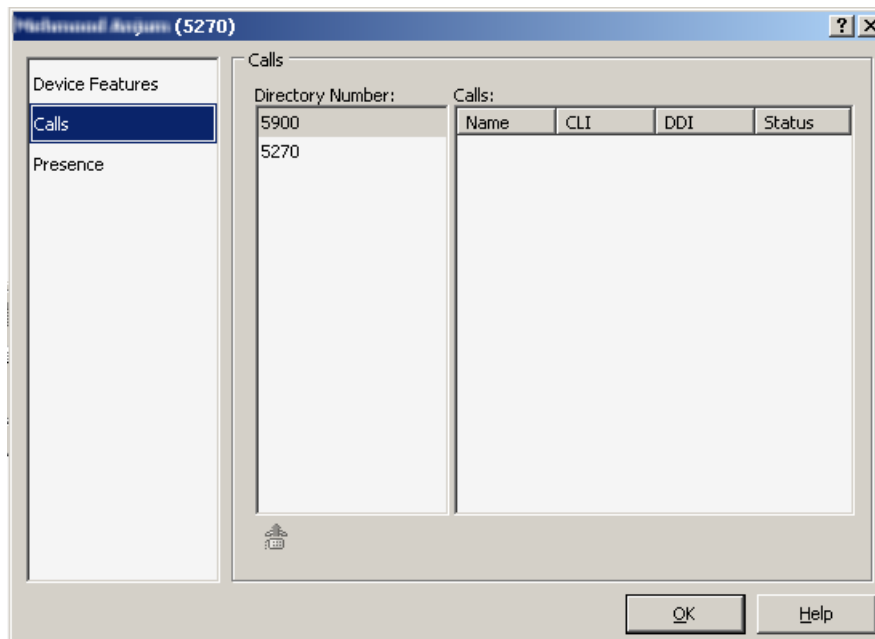 (5270)
Device Features
Calls
Presence
Calls
Directory Number:
5900
5270
Calls:
Name CLI DDI Status
OK Help